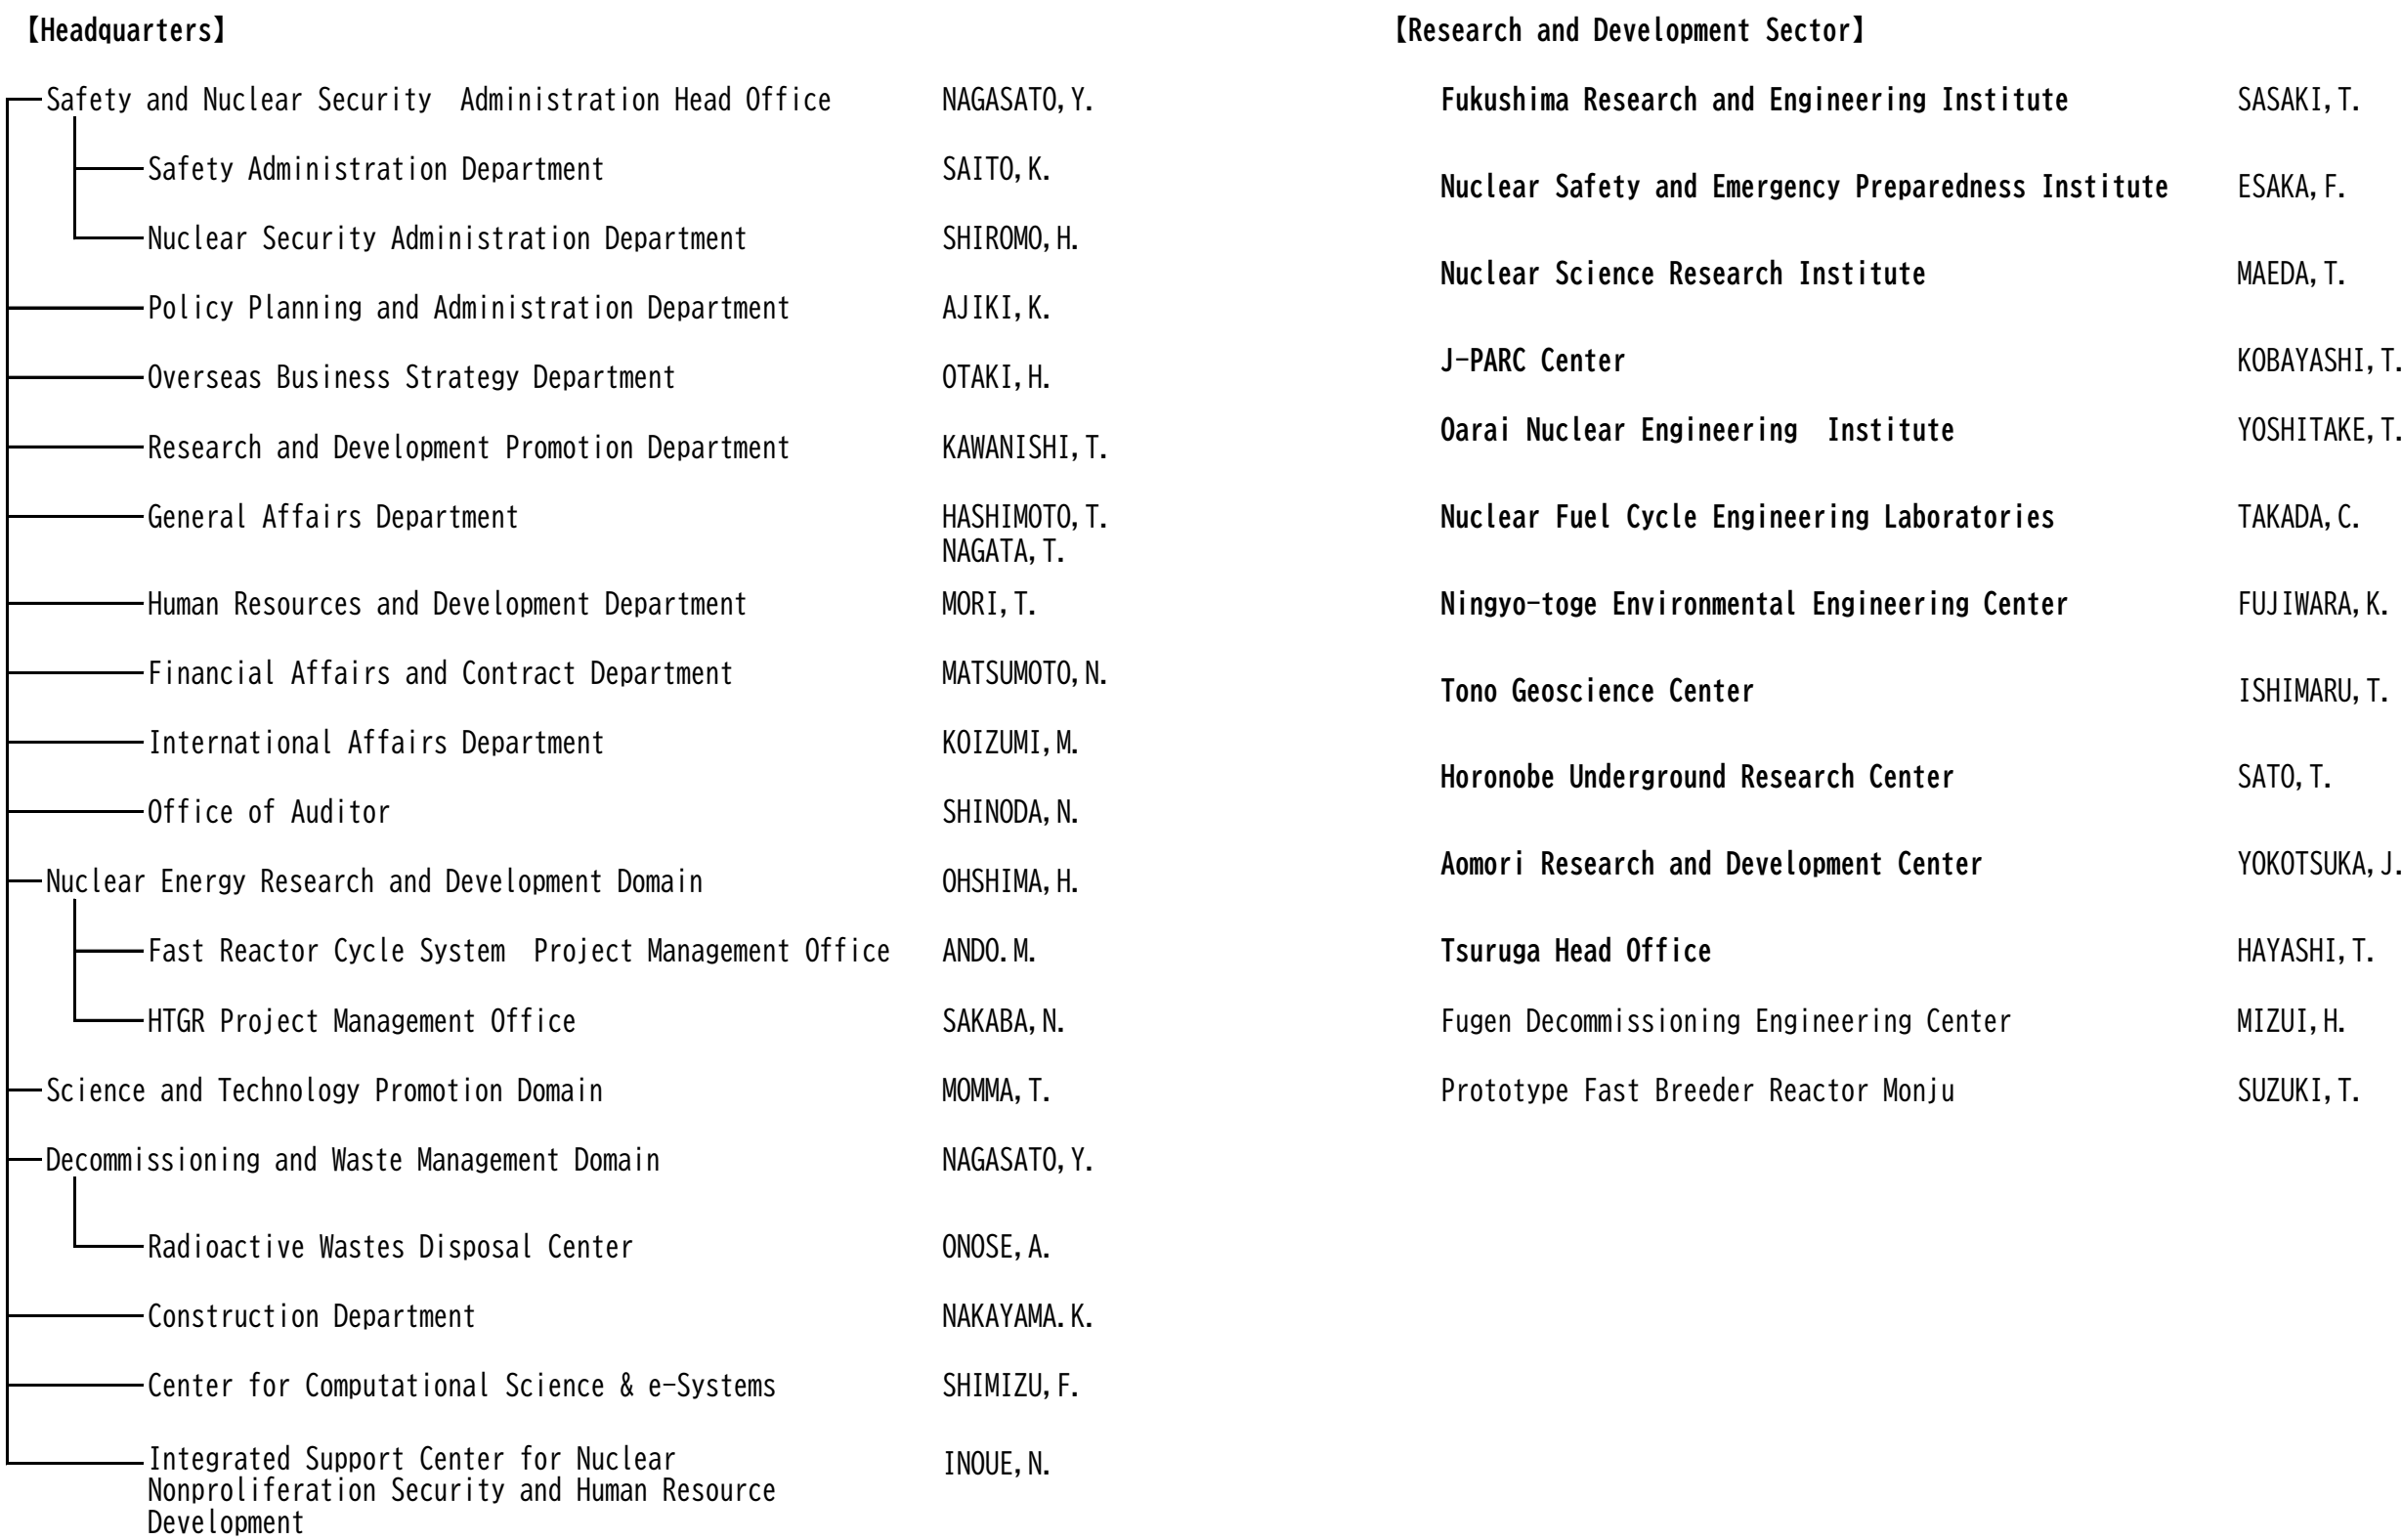 【Headquarters】
Safety and Nuclear Security  Administration Head Office NAGASATO,Y.
Safety Administration Department SAITO,K.
Nuclear Security Administration Department SHIROMO,H.
Policy Planning and Administration Department AJIKI,K.
Overseas Business Strategy Department OTAKI,H.
Research and Development Promotion Department KAWANISHI,T.
General Affairs Department HASHIMOTO,T.
NAGATA,T.
Human Resources and Development Department MORI,T.
Financial Affairs and Contract Department MATSUMOTO,N.
International Affairs Department KOIZUMI,M.
Office of Auditor SHINODA,N.
Nuclear Energy Research and Development Domain OHSHIMA,H.
Fast Reactor Cycle System  Project Management Office ANDO.M.
HTGR Project Management Office SAKABA,N.
Science and Technology Promotion Domain MOMMA,T.
Decommissioning and Waste Management Domain NAGASATO,Y.
Radioactive Wastes Disposal Center ONOSE,A.
Construction Department NAKAYAMA.K.
Center for Computational Science & e-Systems SHIMIZU,F.
Integrated Support Center for Nuclear INOUE,N.
Nonproliferation Security and Human Resource
Development
【Research and Development Sector】
Fukushima Research and Engineering Institute SASAKI,T.
Nuclear Safety and Emergency Preparedness Institute ESAKA,F.
Nuclear Science Research Institute MAEDA,T.
J-PARC Center KOBAYASHI,T.
Oarai Nuclear Engineering  Institute YOSHITAKE,T.
Nuclear Fuel Cycle Engineering Laboratories TAKADA,C.
Ningyo-toge Environmental Engineering Center FUJIWARA,K.
Tono Geoscience Center ISHIMARU,T.
Horonobe Underground Research Center SATO,T.
Aomori Research and Development Center YOKOTSUKA,J.
Tsuruga Head Office HAYASHI,T.
Fugen Decommissioning Engineering Center MIZUI,H.
Prototype Fast Breeder Reactor Monju SUZUKI,T.